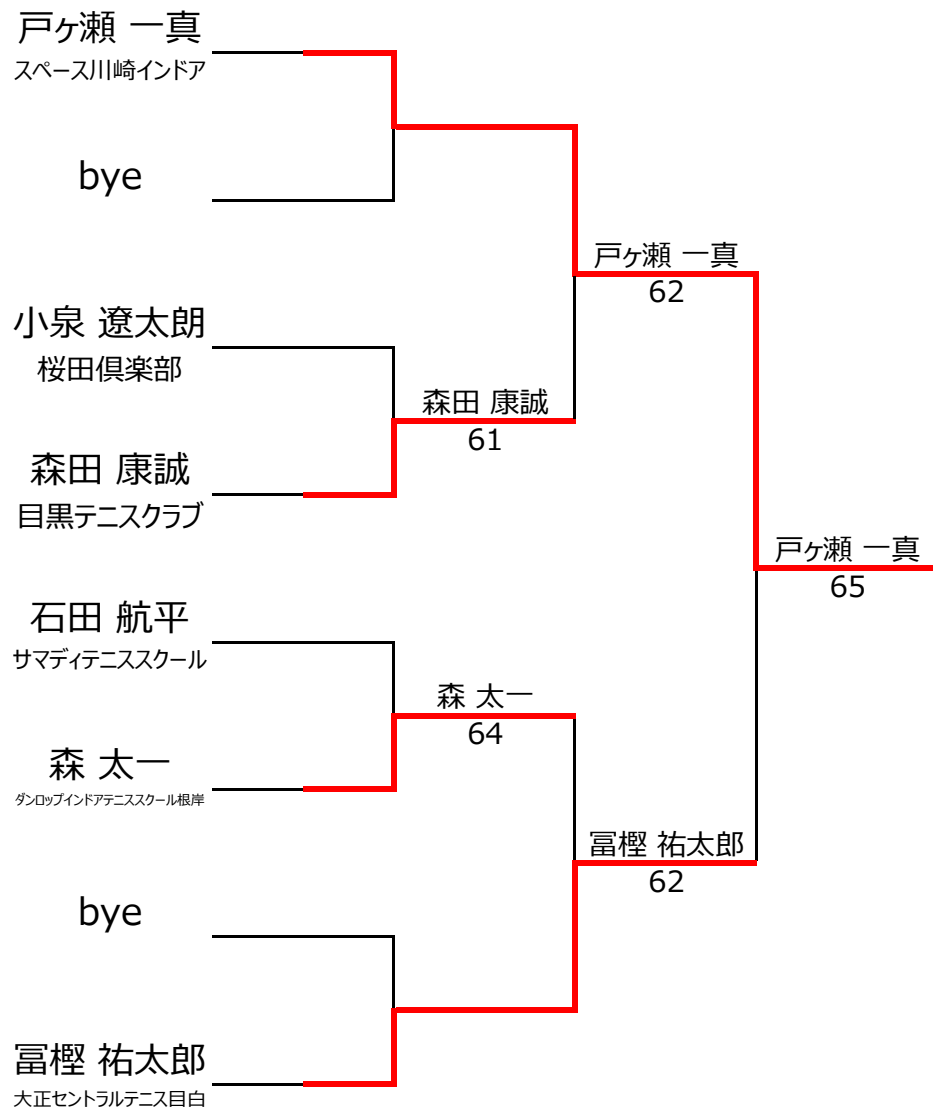 戸ヶ瀬 一真
スペース川崎インドア
bye
戸ヶ瀬 一真
62
小泉 遼太朗
桜田倶楽部
森田 康誠
61
森田 康誠
目黒テニスクラブ
戸ヶ瀬 一真
65
石田 航平
サマディテニススクール
森 太一
64
森 太一
ダンロップインドアテニススクール根岸
冨樫 祐太郎
62
bye
冨樫 祐太郎
大正セントラルテニス目白